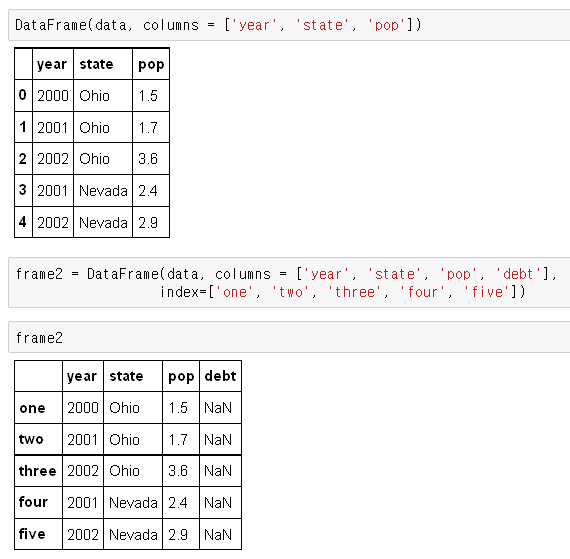 DataFrame(data, columns = ['year', 'state', 'pop'])
year state pop
0 2000 Ohio 1.5
1 2001 Ohio 1.7
2 2002 Ohio 3.6
3 2001 Nevada 2.4
4 2002 Nevada 2.9
frame2 = DataFrame(data, columns = ['year', 'state', 'pop', 'debt'],
index=['one', 'two', 'three', 'four', 'five'])
frame2
year state pop debt
one 2000 Ohio 1.5 NaN
two 2001 Ohio 1.7 NaN
three 2002 Ohio 3.6 NaN
four 2001 Nevada 2.4 NaN
five 2002 Nevada 2.9 NaN